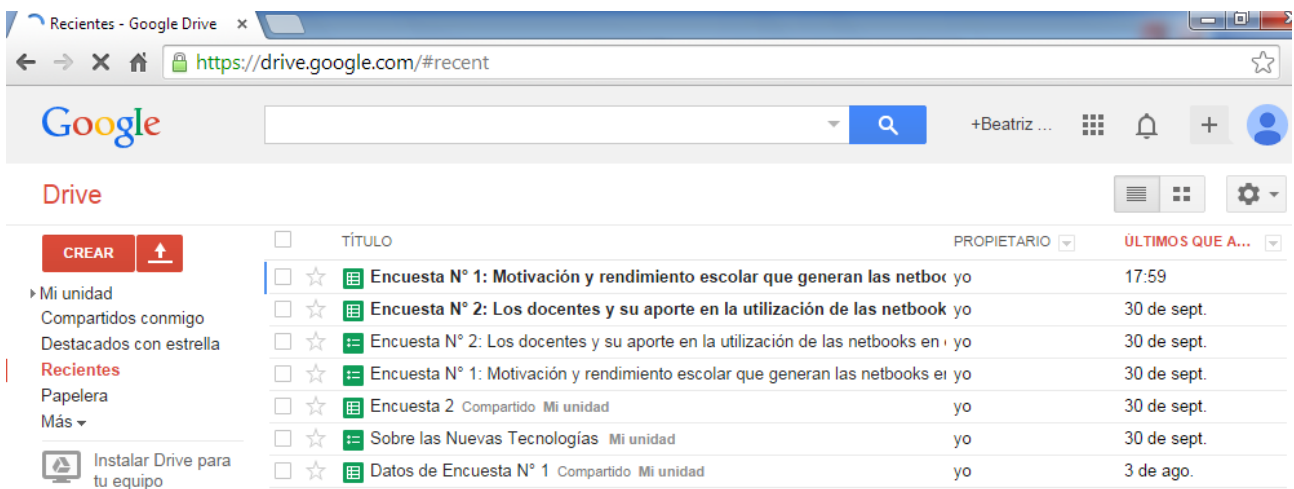 Recientes - Google Drive ×
https://drive.google.com/#recent
Google
+Beatriz ...
Drive
CREAR
TÍTULO PROPIETARIO ÚLTIMOS QUE A...
Encuesta N° 1: Motivación y rendimiento escolar que generan las yo 17:59
Encuesta N° 2: Los docentes y su aporte en la utilización de las netbook yo 30 de sept.
Encuesta N° 2: Los docentes y su aporte en la utilización de las netbooks en yo 30 de sept.
Encuesta N° 1: Motivación y rendimiento escolar que generan las netbooks yo 30 de sept.
Encuesta 2 Compartido Mi unidad yo 30 de sept.
Sobre las Nuevas Tecnologías Mi unidad yo 30 de sept.
Datos de Encuesta N° 1 Compartido Mi unidad yo 3 de ago.
Mi unidad
Compartidos conmigo
Destacados con estrella
Recientes
Papelera
Más
Instalar Drive para
tu equipo